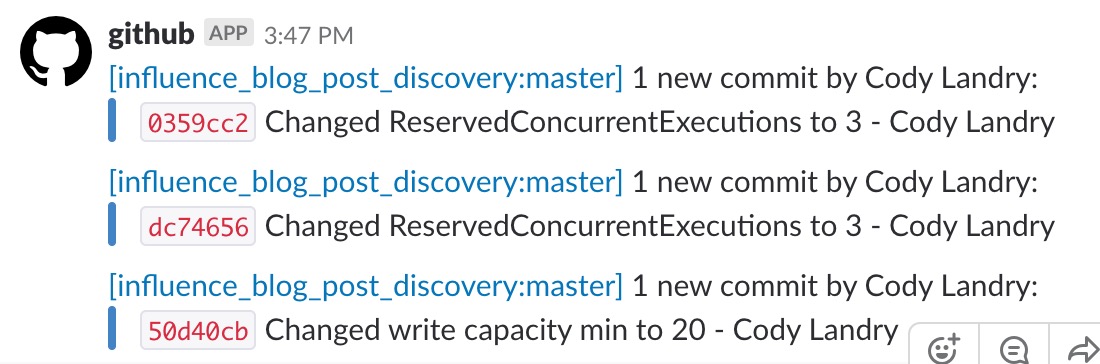 github APP 3:47 PM
[influence_blog_post_discovery:master] 1 new commit by Cody Landry:
0359cc2 Changed ReservedConcurrentExecutions to 3 - Cody Landry
[influence_blog_post_discovery:master] 1 new commit by Cody Landry:
dc74656 Changed ReservedConcurrentExecutions to 3 - Cody Landry
[influence_blog_post_discovery:master] 1 new commit by Cody Landry:
50d40cb Changed write capacity min to 20 - Cody Landry